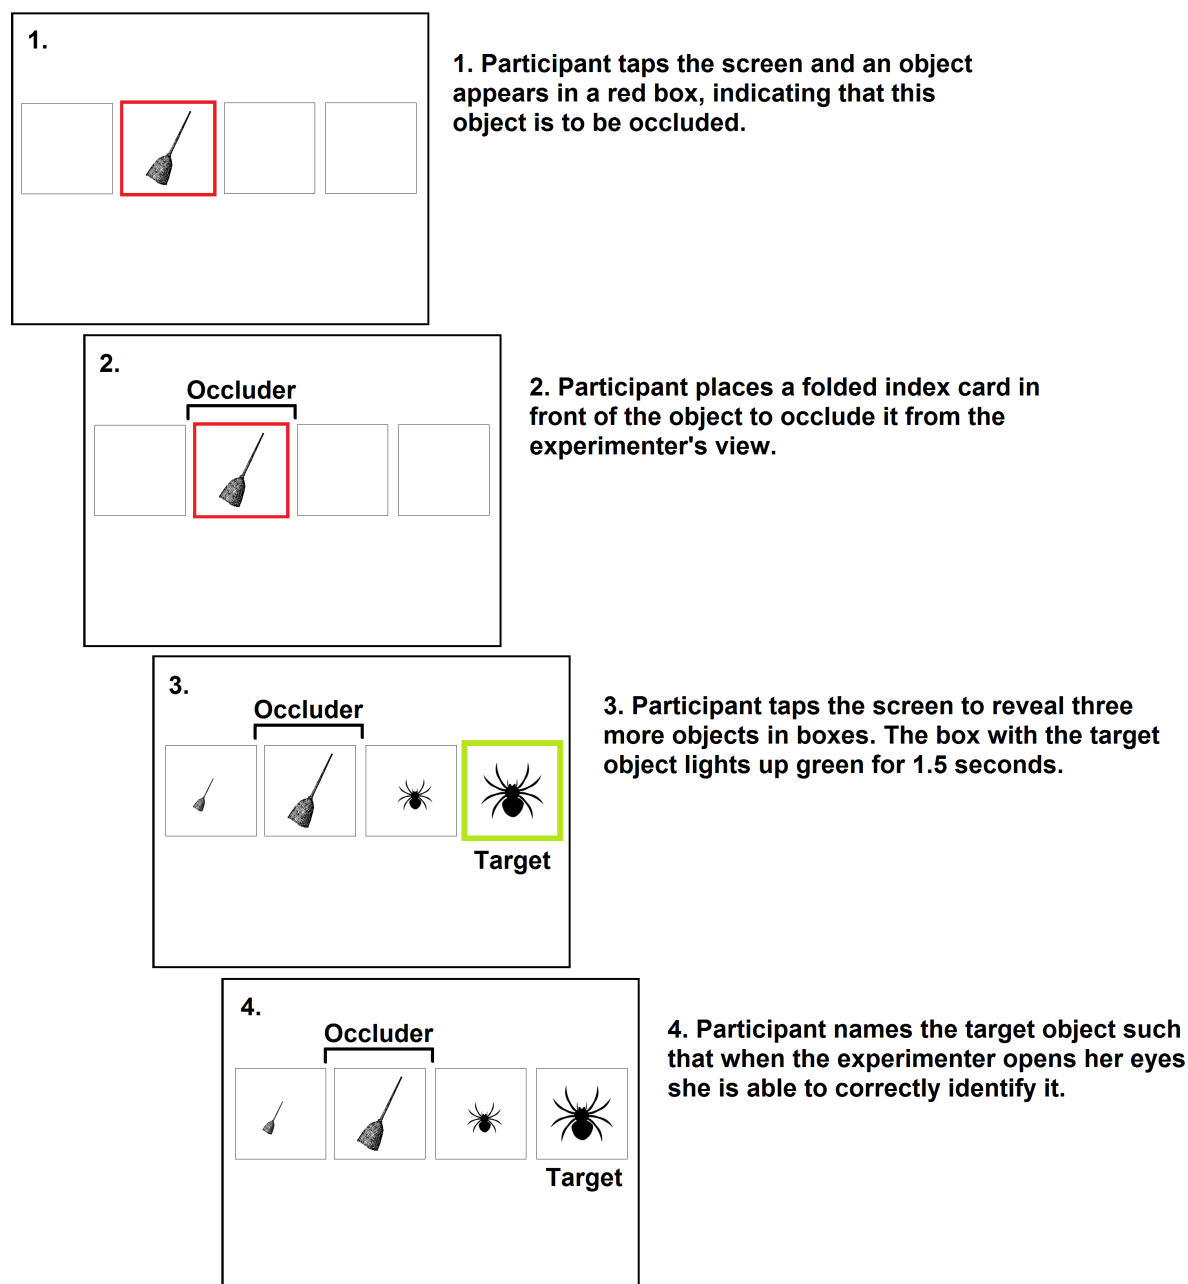 1.
1. Participant taps the screen and an object
appears in a red box, indicating that this
object is to be occluded.
2.
Occluder
2. Participant places a folded index card in
front of the object to occlude it from the
experimenter's view.
3.
Occluder
3. Participant taps the screen to reveal three
more objects in boxes. The box with the target
object lights up green for 1.5 seconds.
Target
4.
Occluder
4. Participant names the target object such
that when the experimenter opens her eyes
she is able to correctly identify it.
Target